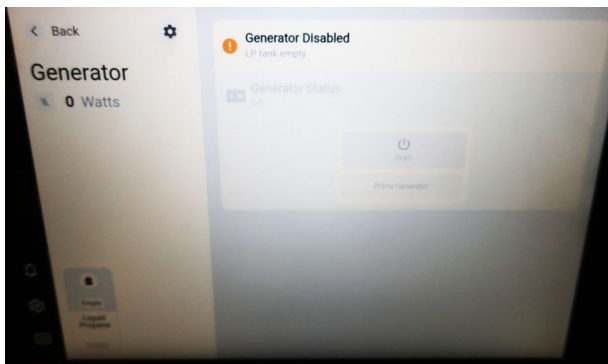 Back
Generator
0 Watts
Generator Disabled
LP tank empty
Generator Status
Off
Start
Prime Generator
Empty
Liquid
Propane